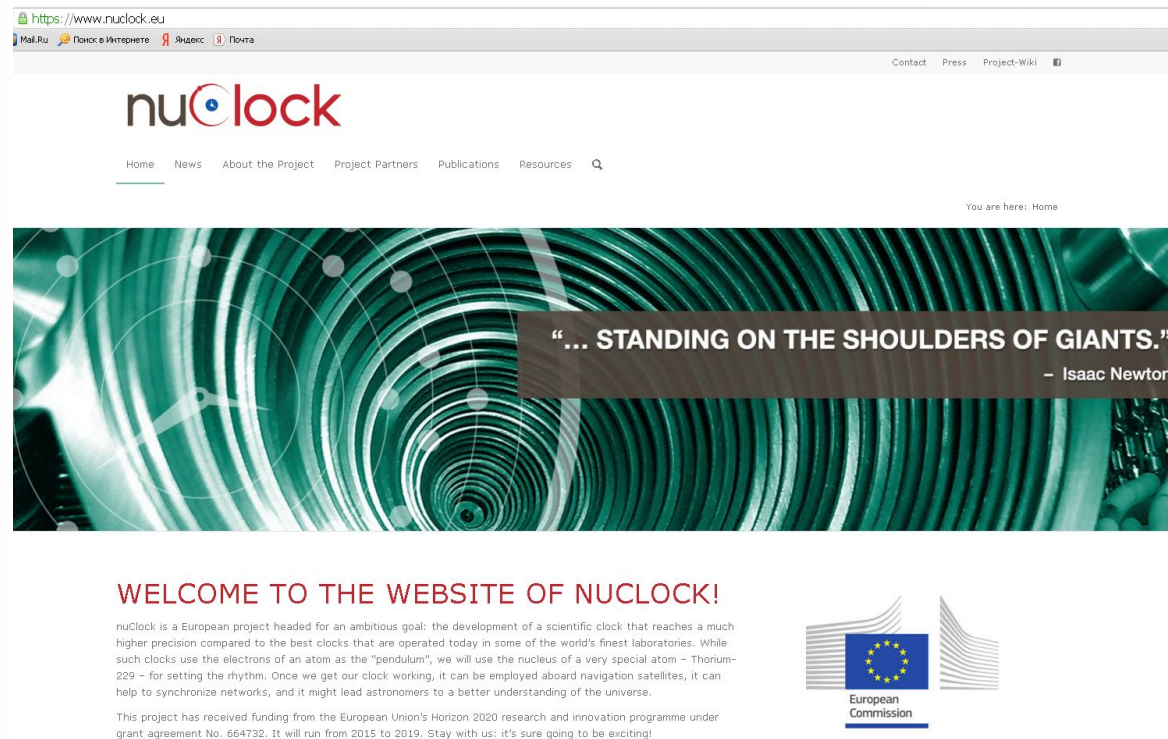 https://www.nuclock.eu
Mail.Ru Поиск в Интернете Яндекс Почта
Contact Press Project-Wiki
nuClock
Home News About the Project Project Partners Publications Resources
You are here: Home
“... STANDING ON THE SHOULDERS OF GIANTS.”
– Isaac Newton
WELCOME TO THE WEBSITE OF NUCLOCK!
nuClock is a European project headed for an ambitious goal: the development of a scientific clock that reaches a much
higher precision compared to the best clocks that are operated today in some of the world's finest laboratories. While
such clocks use the electrons of an atom as the “pendulum”, we will use the nucleus of a very special atom – Thorium-
229 – for setting the rhythm. Once we get our clock working, it can be employed aboard navigation satellites, it can
help to synchronize networks, and it might lead astronomers to a better understanding of the universe.
This project has received funding from the European Union's Horizon 2020 research and innovation programme under
grant agreement No. 664732. It will run from 2015 to 2019. Stay with us: it's sure going to be exciting!
European
Commission